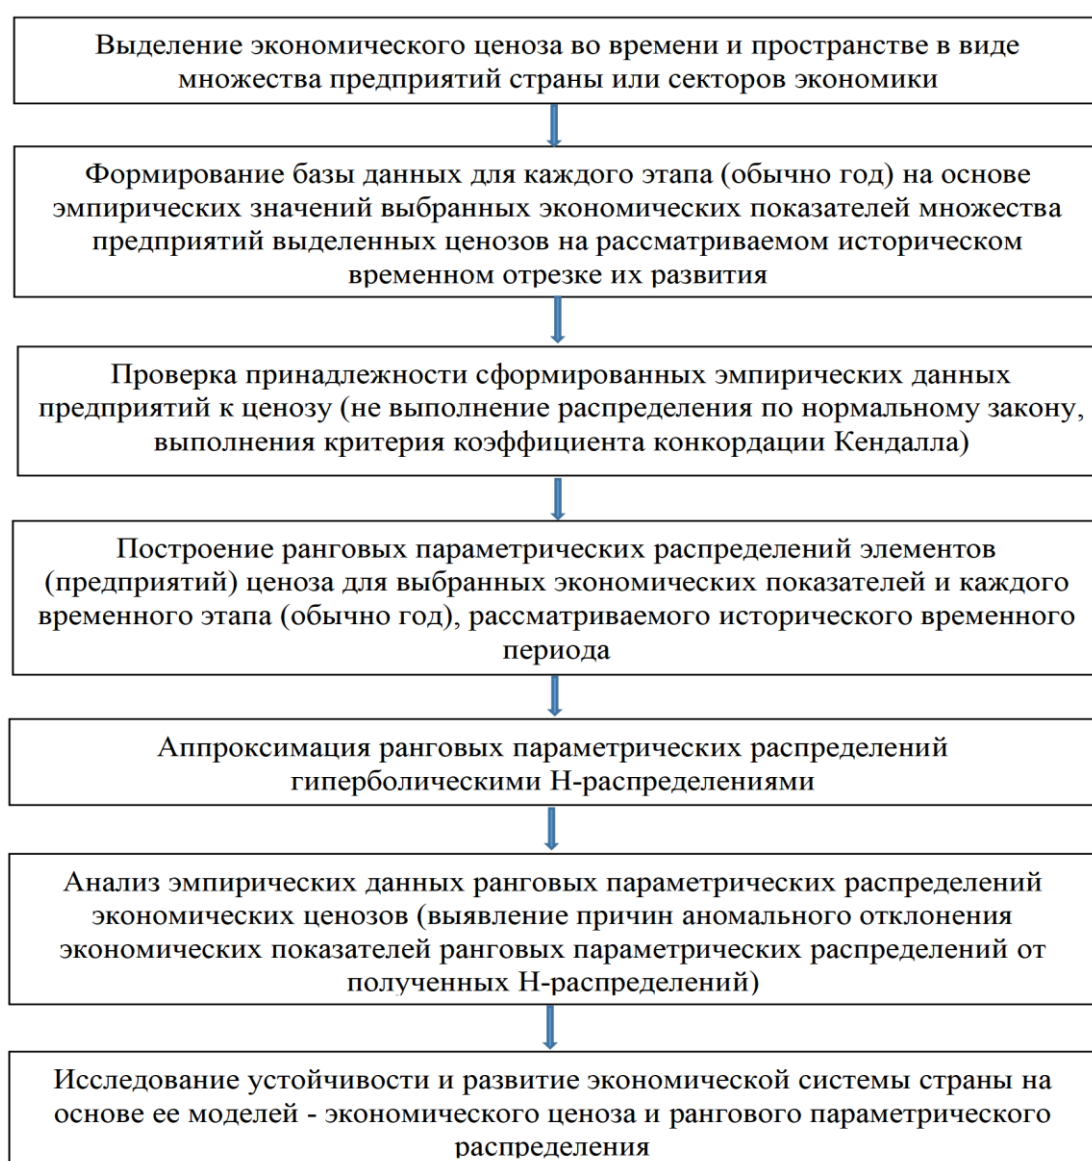 Выделение экономического ценоза во времени и пространстве в виде
множества предприятий страны или секторов экономики
Формирование базы данных для каждого этапа (обычно год) на основе
эмпирических значений выбранных экономических показателей множества
предприятий выделенных ценозов на рассматриваемом историческом
временном отрезке их развития
Проверка принадлежности сформированных эмпирических данных
предприятий к ценозу (не выполнение распределения по нормальному закону,
выполнения критерия коэффициента конкордации Кендалла)
Построение ранговых параметрических распределений элементов
(предприятий) ценоза для выбранных экономических показателей и каждого
временного этапа (обычно год), рассматриваемого исторического временного
периода
Аппроксимация ранговых параметрических распределений
гиперболическими Н-распределениями
Анализ эмпирических данных ранговых параметрических распределений
экономических ценозов (выявление причин аномального отклонения
экономических показателей ранговых параметрических распределений от
полученных Н-распределений)
Исследование устойчивости и развитие экономической системы страны на
основе ее моделей - экономического ценоза и рангового параметрического
распределения